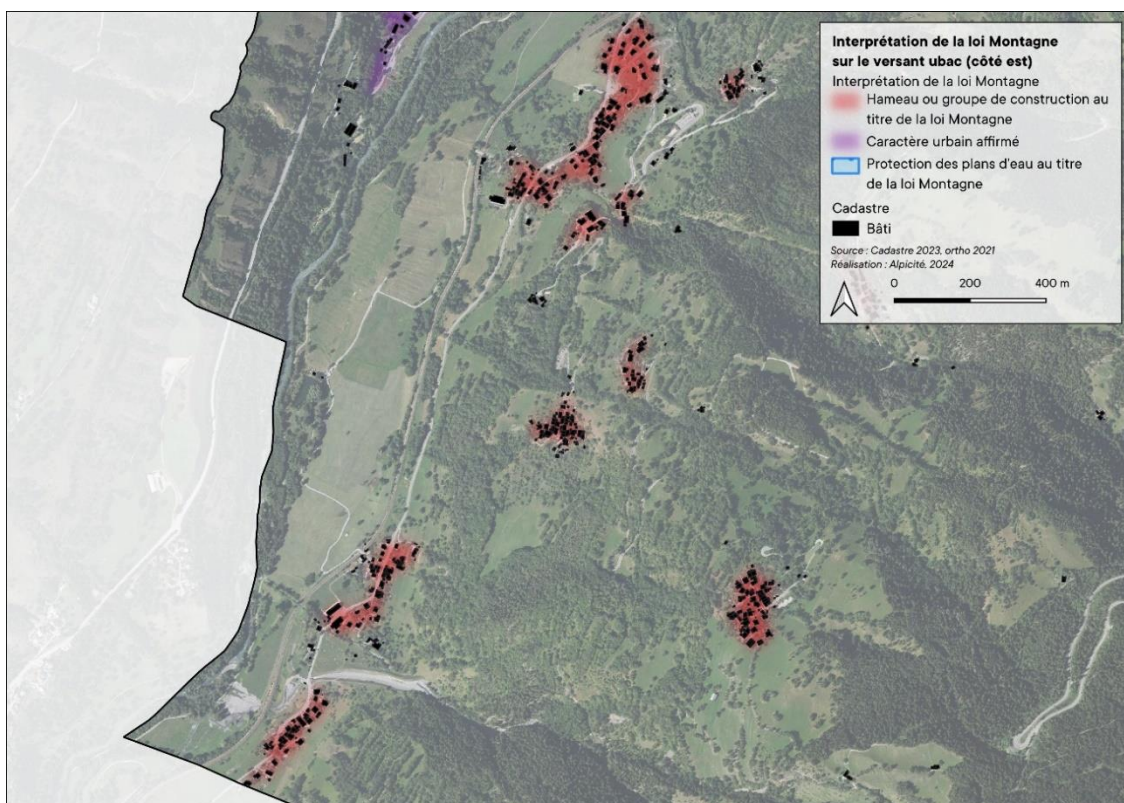 Interprétation de la loi Montagne
sur le versant ubac (côté est)
Interprétation de la loi Montagne
Hameau ou groupe de construction au
titre de la loi Montagne
Caractère urbain affirmé
Protection des plans d'eau au titre
de la loi Montagne
Cadastre
Bâti
Source : Cadastre 2023, ortho 2021
Réalisation : Alpicité, 2024
0 200 400 m